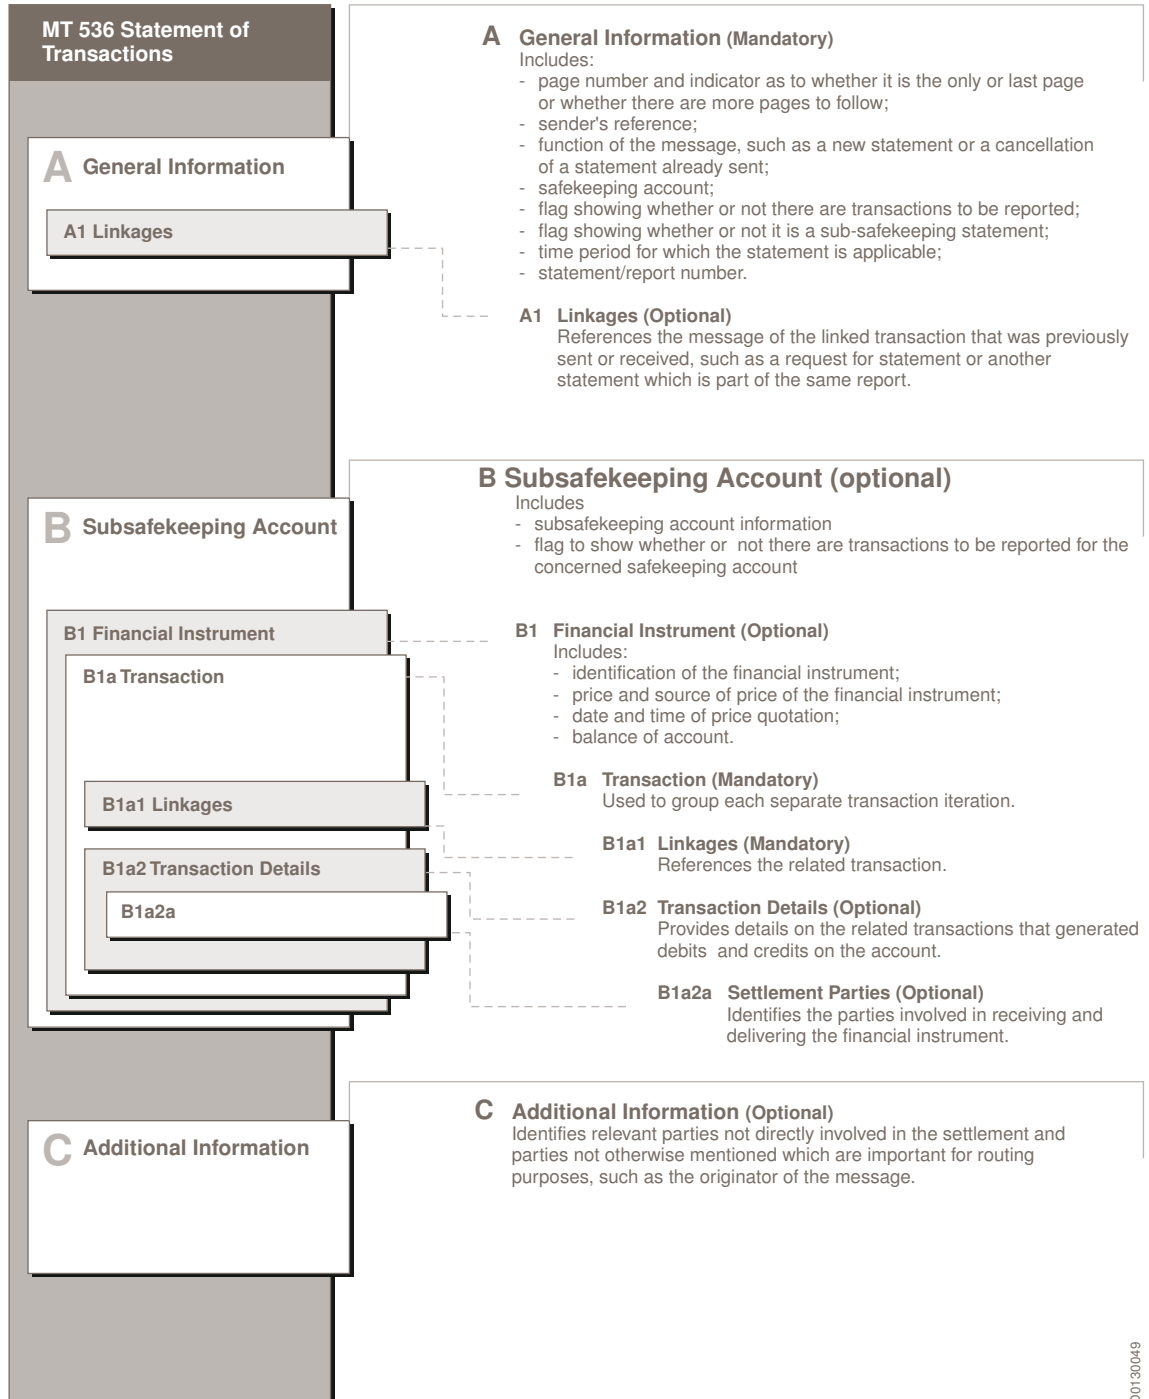 MT 536 Statement of
Transactions
A General Information
A1 Linkages
A General Information (Mandatory)
Includes:
- page number and indicator as to whether it is the only or last page
or whether there are more pages to follow;
- sender's reference;
- function of the message, such as a new statement or a cancellation
of a statement already sent;
- safekeeping account;
- flag showing whether or not there are transactions to be reported;
- flag showing whether or not it is a sub-safekeeping statement;
- time period for which the statement is applicable;
- statement/report number.
A1 Linkages (Optional)
References the message of the linked transaction that was previously
sent or received, such as a request for statement or another
statement which is part of the same report.
B Subsafekeeping Account
B1 Financial Instrument
B1a Transaction
B1a1 Linkages
B1a2 Transaction Details
B1a2a
B Subsafekeeping Account (optional)
Includes
- subsafekeeping account information
- flag to show whether or not there are transactions to be reported for the
concerned safekeeping account
B1 Financial Instrument (Optional)
Includes:
- identification of the financial instrument;
- price and source of price of the financial instrument;
- date and time of price quotation;
- balance of account.
B1a Transaction (Mandatory)
Used to group each separate transaction iteration.
B1a1 Linkages (Mandatory)
References the related transaction.
B1a2 Transaction Details (Optional)
Provides details on the related transactions that generated
debits and credits on the account.
B1a2a Settlement Parties (Optional)
Identifies the parties involved in receiving and
delivering the financial instrument.
C Additional Information
C Additional Information (Optional)
Identifies relevant parties not directly involved in the settlement and
parties not otherwise mentioned which are important for routing
purposes, such as the originator of the message.